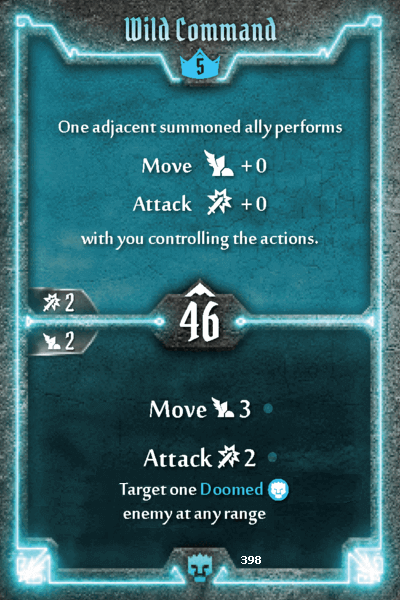 Wild Command
5
One adjacent summoned ally performs
Move +0
Attack +0
with you controlling the actions.
2
46
2
Move 3
Attack 2
Target one Doomed
enemy at any range
398